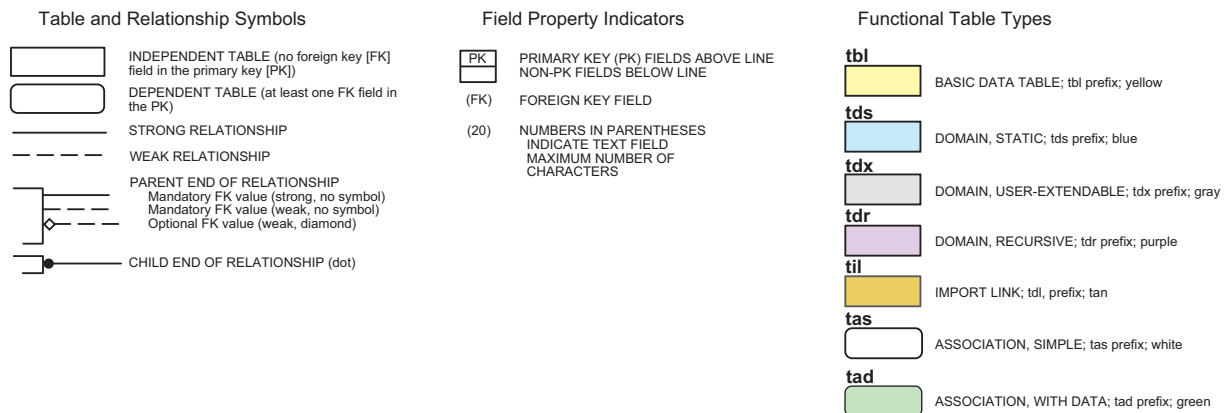 Table and Relationship Symbols
INDEPENDENT TABLE (no foreign key [FK]
field in the primary key [PK])
DEPENDENT TABLE (at least one FK field in
the PK)
STRONG RELATIONSHIP
WEAK RELATIONSHIP
PARENT END OF RELATIONSHIP
Mandatory FK value (strong, no symbol)
Mandatory FK value (weak, no symbol)
Optional FK value (weak, diamond)
CHILD END OF RELATIONSHIP (dot)
Field Property Indicators
PK
PRIMARY KEY (PK) FIELDS ABOVE LINE
NON-PK FIELDS BELOW LINE
(FK) FOREIGN KEY FIELD
(20) NUMBERS IN PARENTHESES
INDICATE TEXT FIELD
MAXIMUM NUMBER OF
CHARACTERS
Functional Table Types
tbl
BASIC DATA TABLE; tbl prefix; yellow
tds
DOMAIN, STATIC; tds prefix; blue
tdx
DOMAIN, USER-EXTENDABLE; tdx prefix; gray
tdr
DOMAIN, RECURSIVE; tdr prefix; purple
til
IMPORT LINK; tdl, prefix; tan
tas
ASSOCIATION, SIMPLE; tas prefix; white
tad
ASSOCIATION, WITH DATA; tad prefix; green